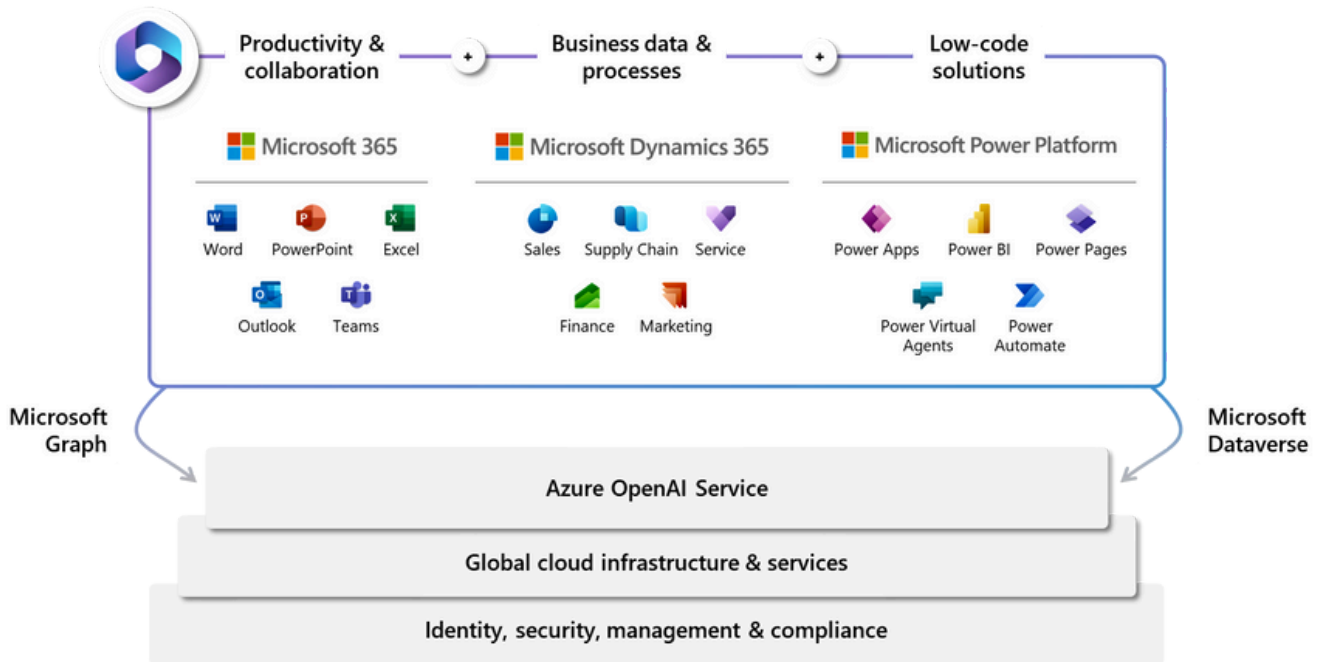 Productivity &
collaboration
+
Business data &
processes
+
Low-code
solutions
Microsoft 365
Microsoft Dynamics 365
Microsoft Power Platform
W
Word
P
PowerPoint
X
Excel
Sales
Supply Chain
Service
Power Apps
Power BI
Power Pages
O
Outlook
T
Teams
Finance
Marketing
Power Virtual
Agents
Power
Automate
Microsoft
Graph
Microsoft
Dataverse
Azure OpenAI Service
Global cloud infrastructure & services
Identity, security, management & compliance